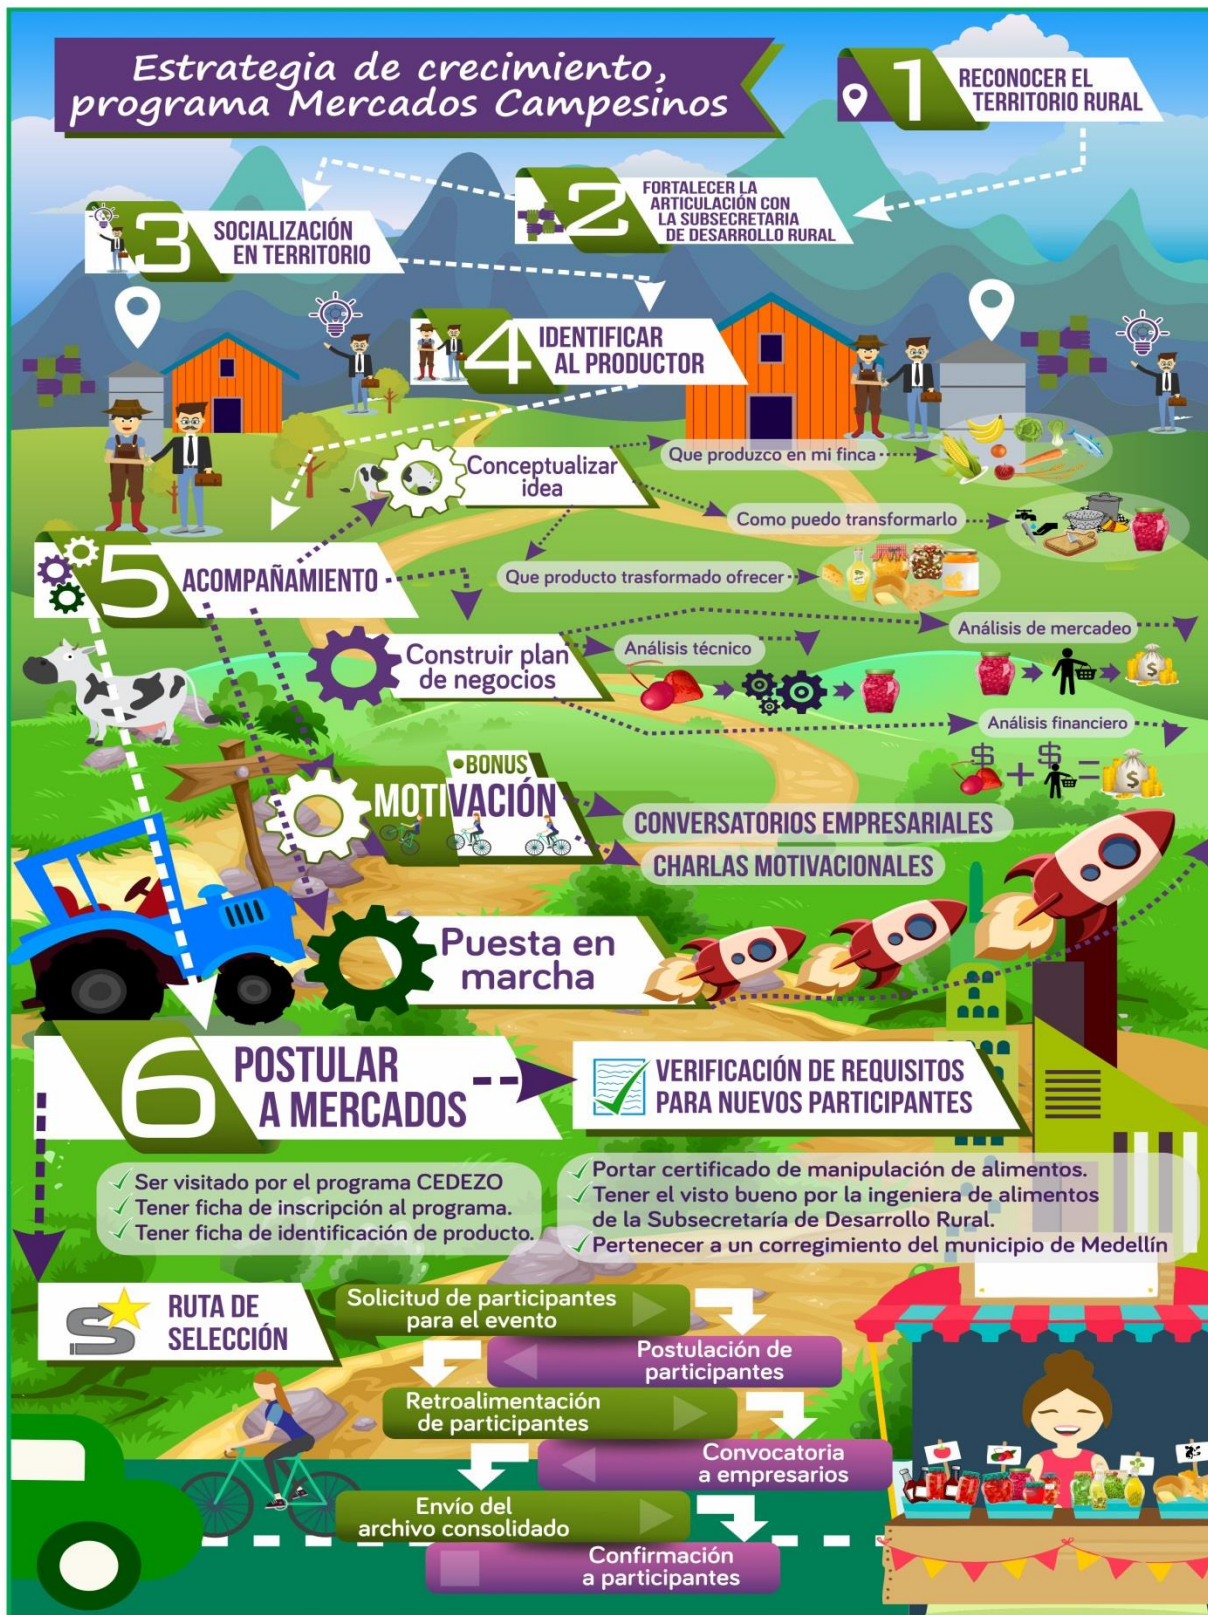 Estrategia de crecimiento,
programa Mercados Campesinos
1
RECONOCER EL
TERRITORIO RURAL
2
FORTALECER LA
ARTICULACIÓN CON
LA SUBSECRETARIA
DE DESARROLLO RURAL
3
SOCIALIZACIÓN
EN TERRITORIO
4
IDENTIFICAR
AL PRODUCTOR
Conceptualizar
idea
Que produzco en mi finca
Como puedo transformarlo
Que producto trasformado ofrecer
5
ACOMPAÑAMIENTO
Construir plan
de negocios
Análisis técnico
Análisis de mercadeo
$
Análisis financiero
$ + $ = $
•BONUS
MOTIVACIÓN
CONVERSATORIOS EMPRESARIALES
CHARLAS MOTIVACIONALES
Puesta en
marcha
6
POSTULAR
A MERCADOS
VERIFICACIÓN DE REQUISITOS
PARA NUEVOS PARTICIPANTES
✓ Ser visitado por el programa CEDEZO
✓ Tener ficha de inscripción al programa.
✓ Tener ficha de identificación de producto.
✓ Portar certificado de manipulación de alimentos.
✓ Tener el visto bueno por la ingeniera de alimentos
de la Subsecretaría de Desarrollo Rural.
✓ Pertenecer a un corregimiento del municipio de Medellín
RUTA DE
SELECCIÓN
Solicitud de participantes
para el evento
Postulación de
participantes
Retroalimentación
de participantes
Convocatoria
a empresarios
Envío del
archivo consolidado
Confirmación
a participantes